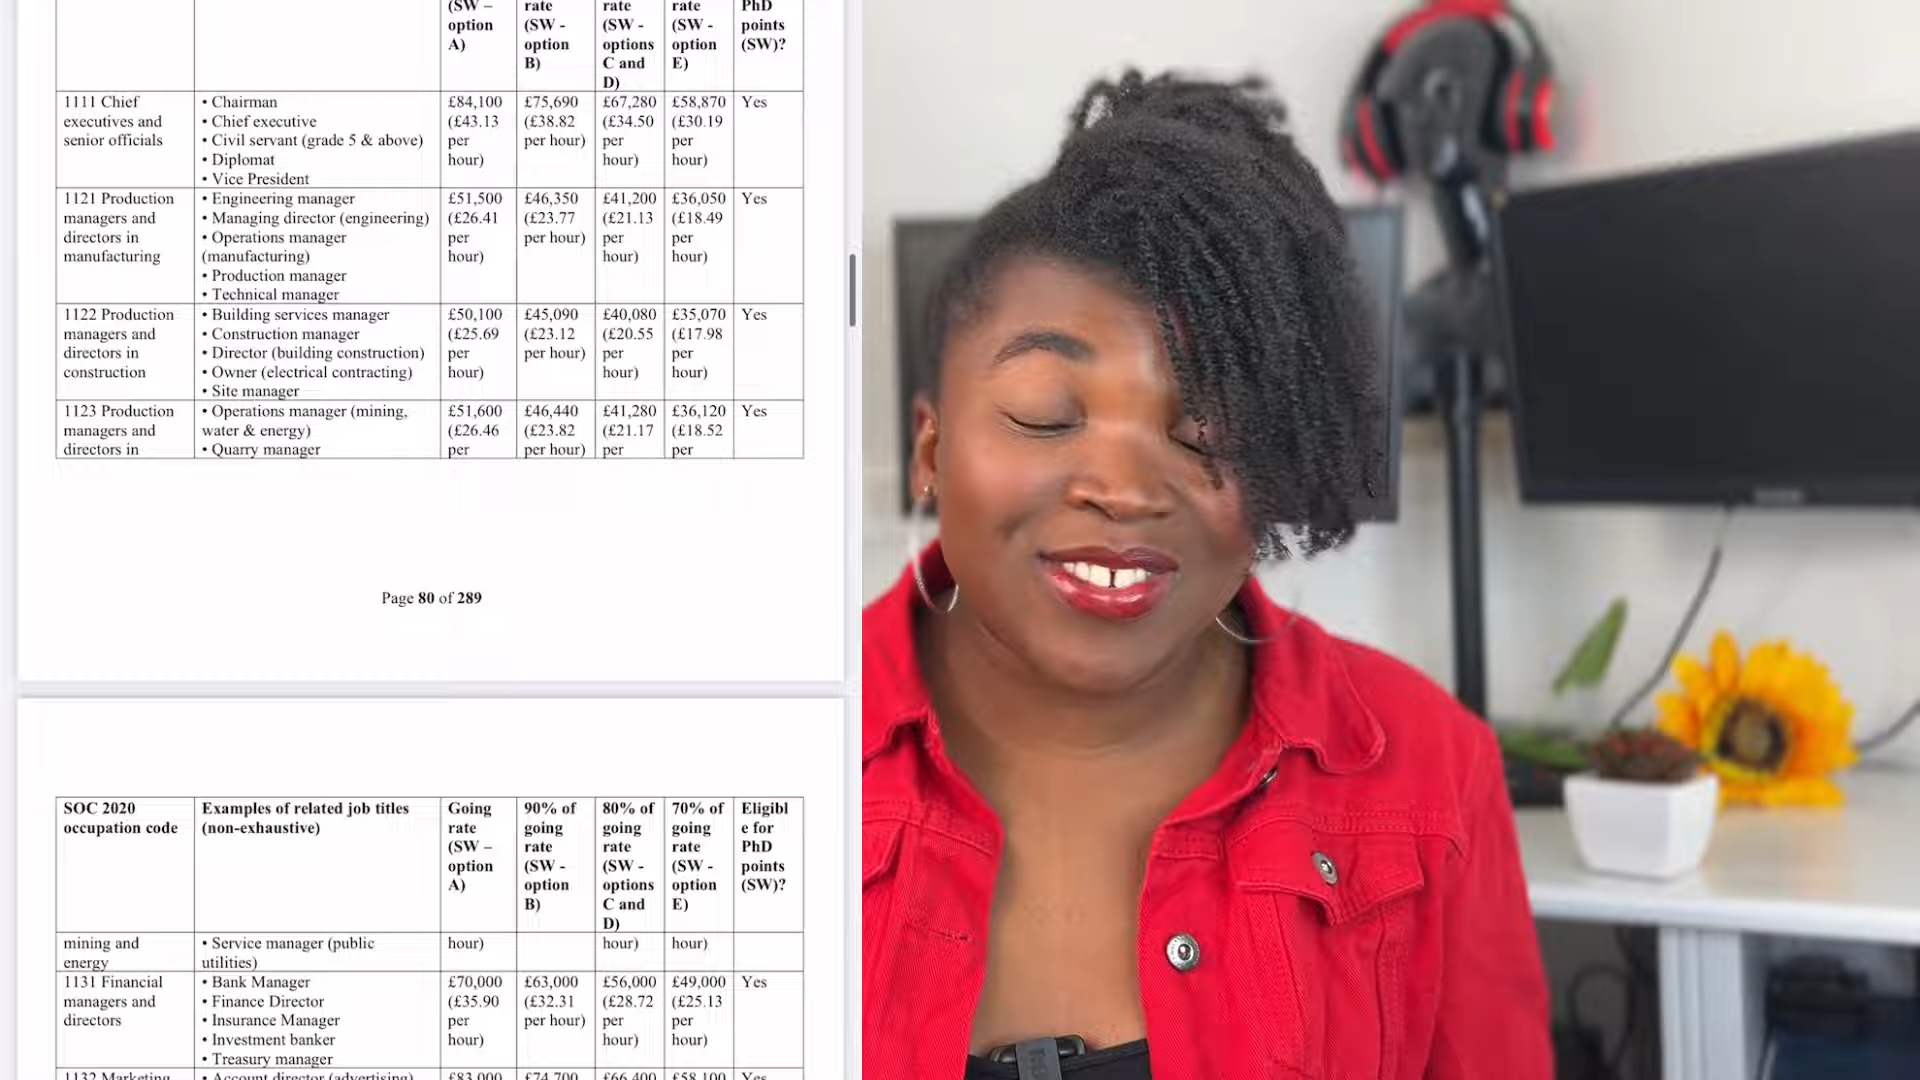 (SW – rate rate rate PhD
option (SW - (SW - (SW - points
A) option options option (SW)?
B) C and E)
D)
1111 Chief • Chairman £84,100 £75,690 £67,280 £58,870 Yes
executives and • Chief executive (£43.13 (£38.82 (£34.50 (£30.19
senior officials • Civil servant (grade 5 & above) per per hour) per per
• Diplomat hour) hour) hour)
• Vice President
1121 Production • Engineering manager £51,500 £46,350 £41,200 £36,050 Yes
managers and • Managing director (engineering) (£26.41 (£23.77 (£21.13 (£18.49
directors in • Operations manager per per hour) per per
manufacturing (manufacturing) hour) hour) hour)
• Production manager
• Technical manager
1122 Production • Building services manager £50,100 £45,090 £40,080 £35,070 Yes
managers and • Construction manager (£25.69 (£23.12 (£20.55 (£17.98
directors in • Director (building construction) per per hour) per per
construction • Owner (electrical contracting) hour) hour) hour)
• Site manager
1123 Production • Operations manager (mining, £51,600 £46,440 £41,280 £36,120 Yes
managers and water & energy) (£26.46 (£23.82 (£21.17 (£18.52
directors in • Quarry manager per per hour) per per
Page 80 of 289
SOC 2020 Examples of related job titles Going 90% of 80% of 70% of Eligibl
occupation code (non-exhaustive) rate going going going e for
(SW – rate rate rate PhD
option (SW - (SW - (SW - points
A) option options option (SW)?
B) C and E)
D)
mining and • Service manager (public hour) hour) hour)
energy utilities)
1131 Financial • Bank Manager £70,000 £63,000 £56,000 £49,000 Yes
managers and • Finance Director (£35.90 (£32.31 (£28.72 (£25.13
directors • Insurance Manager per per hour) per per
• Investment banker hour) hour) hour)
• Treasury manager
1132 Marketing • Account director (advertising) £83,000 £74,700 £66,400 £58,100 Yes